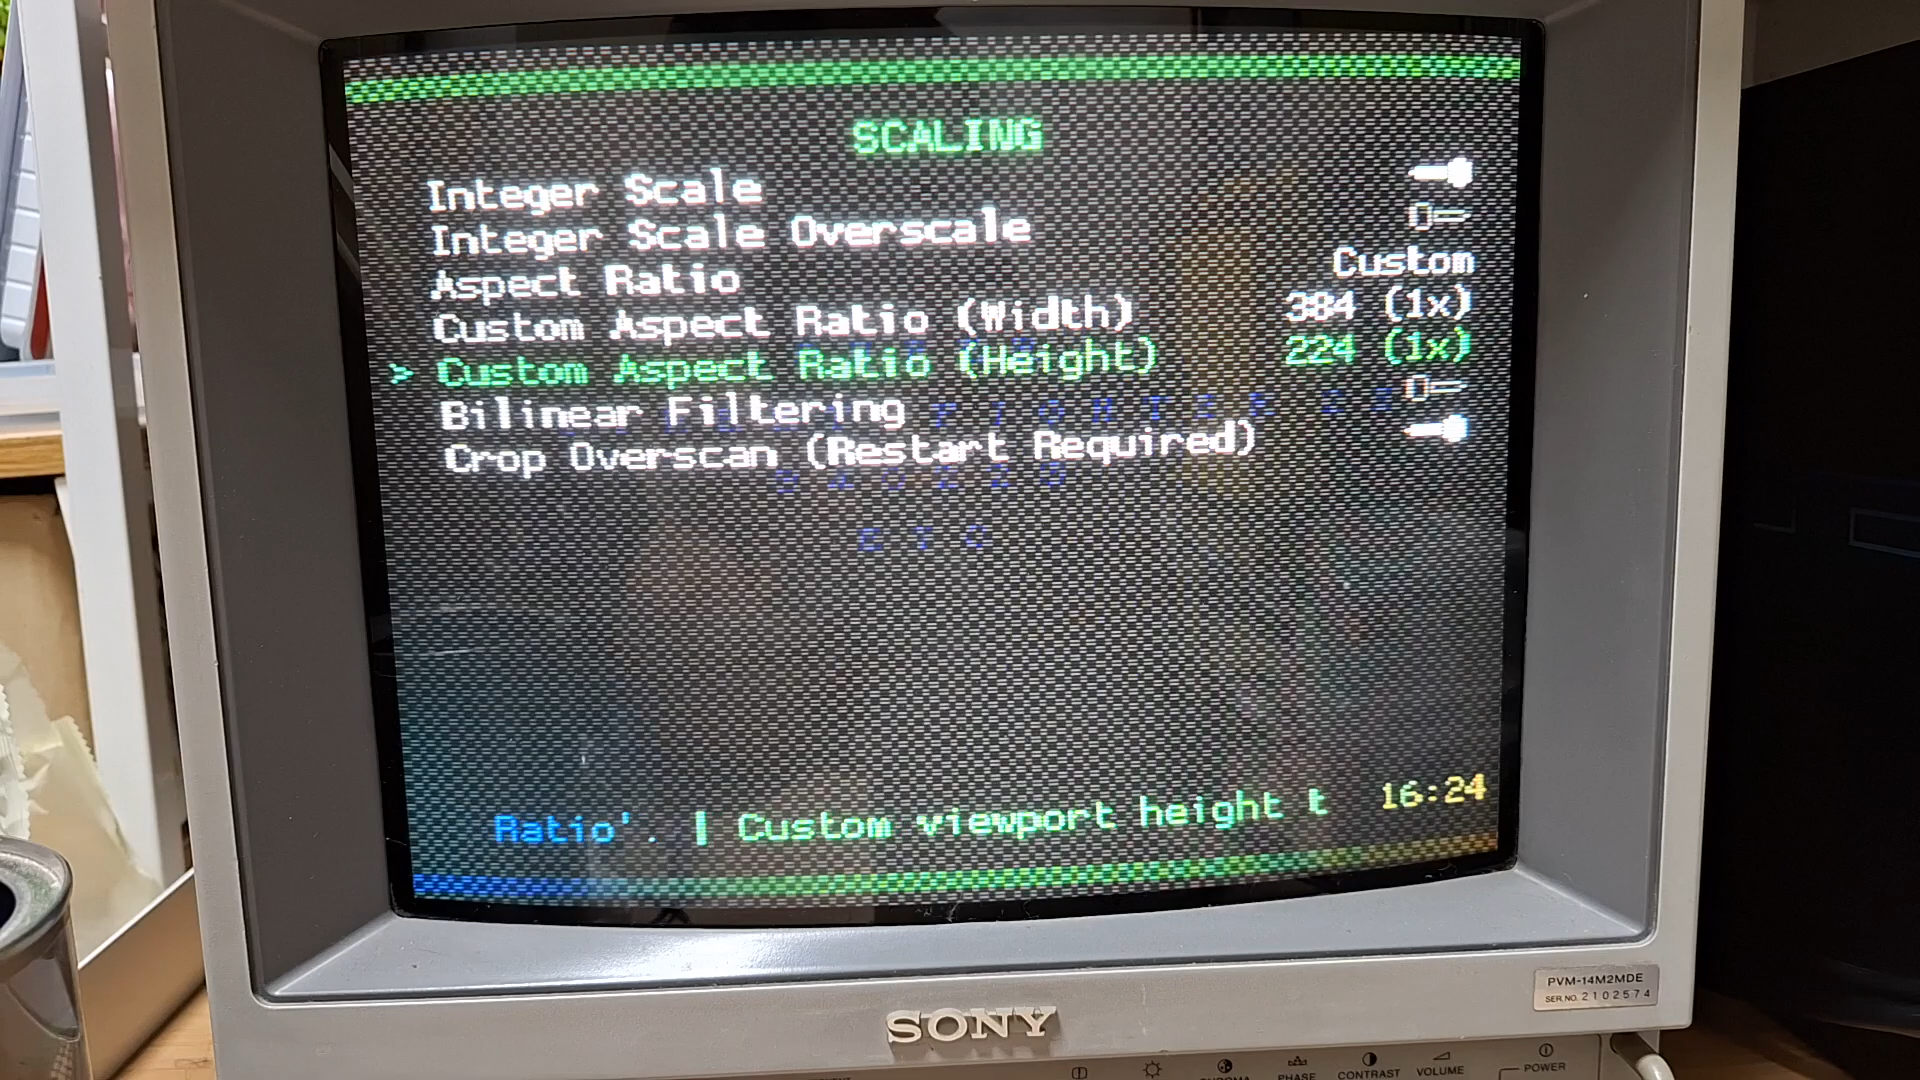 SCALING
Integer Scale
Integer Scale Overscale
Aspect Ratio Custom
Custom Aspect Ratio (Width) 384 (1x)
> Custom Aspect Ratio (Height) 224 (1x)
Bilinear Filtering
Crop Overscan (Restart Required)
Ratio'. | Custom viewport height t 16:24
PVM-14M2MDE
SER.NO. 2102574
SONY
PHASE
CONTRAST
VOLUME
POWER